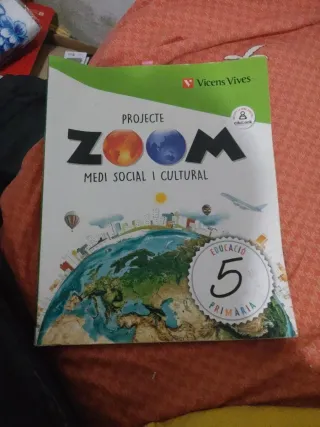 Vicens Vives
PROJECTE
ZOOM
MEDI SOCIAL I CULTURAL
EDUCACIÓ
5
PRIMÀRIA